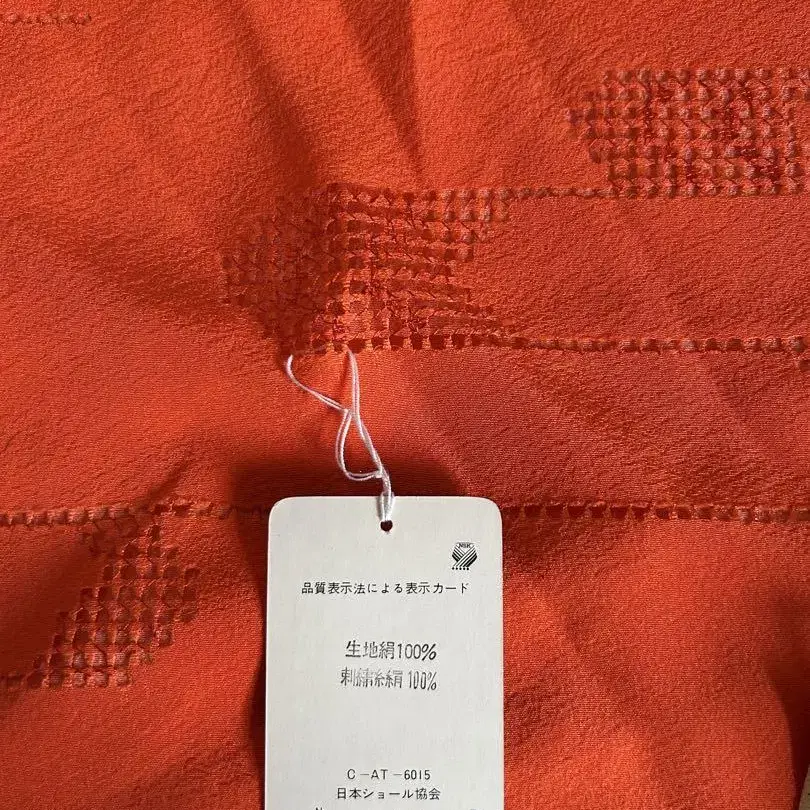 品質表示法による表示カード
生地絹100%
刺繍糸絹100%
C-AT-6015
日本ショール協会